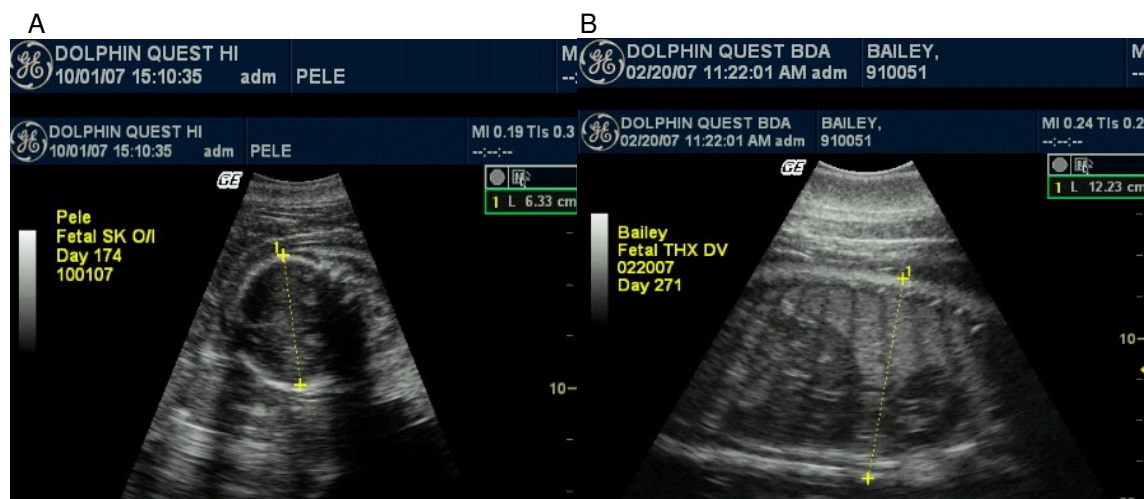 A
DOLPHIN QUEST HI
10/01/07 15:10:35 adm PELE
DOLPHIN QUEST HI
10/01/07 15:10:35 adm PELE
MI 0.19 TIs 0.3
--:--:--
GE
1 L 6.33 cm
Pele
Fetal SK O/I
Day 174
100107
1
10
B
DOLPHIN QUEST BDA BAILEY,
02/20/07 11:22:01 AM adm 910051
DOLPHIN QUEST BDA BAILEY,
02/20/07 11:22:01 AM adm 910051
MI 0.24 TIs 0.2
--:--:--
GE
1 L 12.23 cm
Bailey
Fetal THX DV
022007
Day 271
1
10